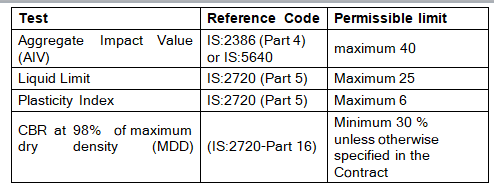 Test Reference Code Permissible limit
Aggregate Impact Value IS:2386 (Part 4) maximum 40
(AIV) or IS:5640
Liquid Limit IS:2720 (Part 5) Maximum 25
Plasticity Index IS:2720 (Part 5) Maximum 6
CBR at 98% of maximum
dry density (MDD)
(IS:2720-Part 16)
Minimum 30 %
unless otherwise
specified in the
Contract